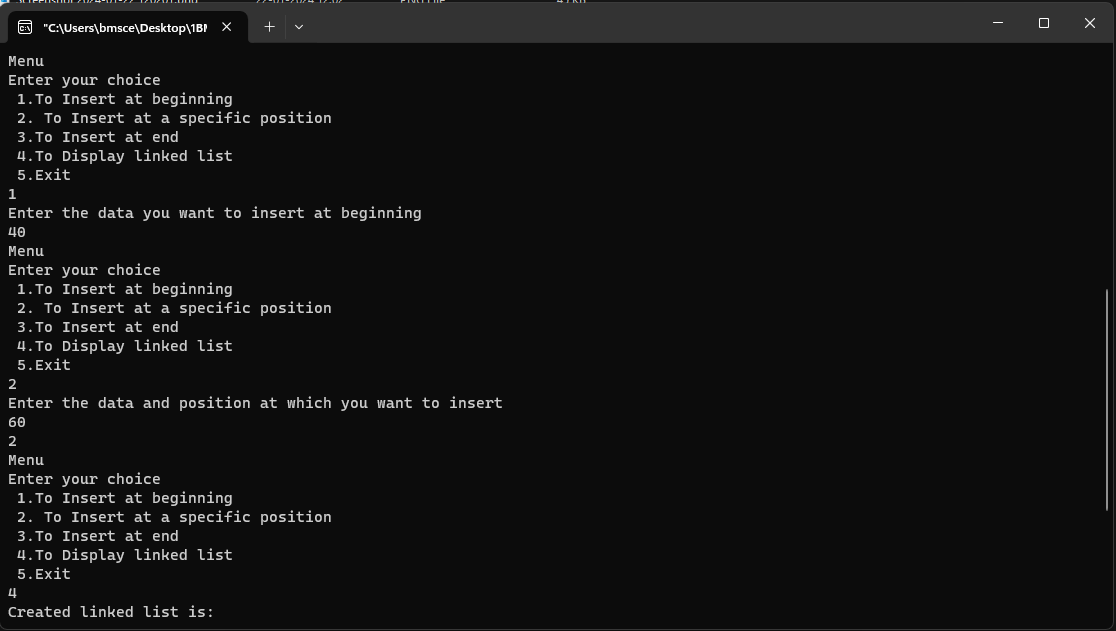 "C:\Users\bmsce\Desktop\1BM
Menu
Enter your choice
 1.To Insert at beginning
 2. To Insert at a specific position
 3.To Insert at end
 4.To Display linked list
 5.Exit
1
Enter the data you want to insert at beginning
40
Menu
Enter your choice
 1.To Insert at beginning
 2. To Insert at a specific position
 3.To Insert at end
 4.To Display linked list
 5.Exit
2
Enter the data and position at which you want to insert
60
2
Menu
Enter your choice
 1.To Insert at beginning
 2. To Insert at a specific position
 3.To Insert at end
 4.To Display linked list
 5.Exit
4
Created linked list is: